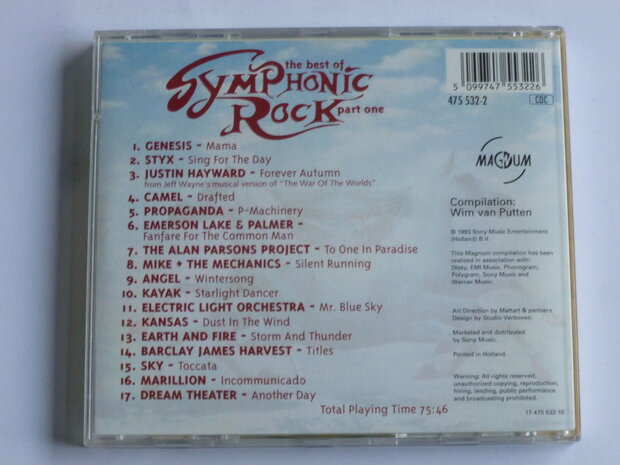 the best of
SYMPHONIC
ROCK
part one
1. GENESIS - Mama
2. STYX - Sing For The Day
3. JUSTIN HAYWARD - Forever Autumn
from Jeff Wayne's musical version of "The War Of The Worlds"
4. CAMEL - Drafted
5. PROPAGANDA - P-Machinery
6. EMERSON LAKE & PALMER -
Fanfare For The Common Man
7. THE ALAN PARSONS PROJECT - To One In Paradise
8. MIKE + THE MECHANICS - Silent Running
9. ANGEL - Wintersong
10. KAYAK - Starlight Dancer
11. ELECTRIC LIGHT ORCHESTRA - Mr. Blue Sky
12. KANSAS - Dust In The Wind
13. EARTH AND FIRE - Storm And Thunder
14. BARCLAY JAMES HARVEST - Titles
15. SKY - Toccata
16. MARILLION - Incommunicado
17. DREAM THEATER - Another Day
Total Playing Time 75:46
5 099747 553226
475 532-2
CDC
MAGNUM
Compilation:
Wim van Putten
© 1993 Sony Music Entertainment
(Holland) B.V.
This Magnum compilation has been
realized in association with:
Disky, EMI Music, Phonogram,
Polygram, Sony Music and
Warner Music.
Art Direction by Mattart & partners.
Design by Studio Verboven.
Marketed and distributed
by Sony Music.
Printed in Holland.
Warning: All rights reserved,
unauthorized copying, reproduction,
hiring, lending, public performance
and broadcasting prohibited.
17-475 532-10